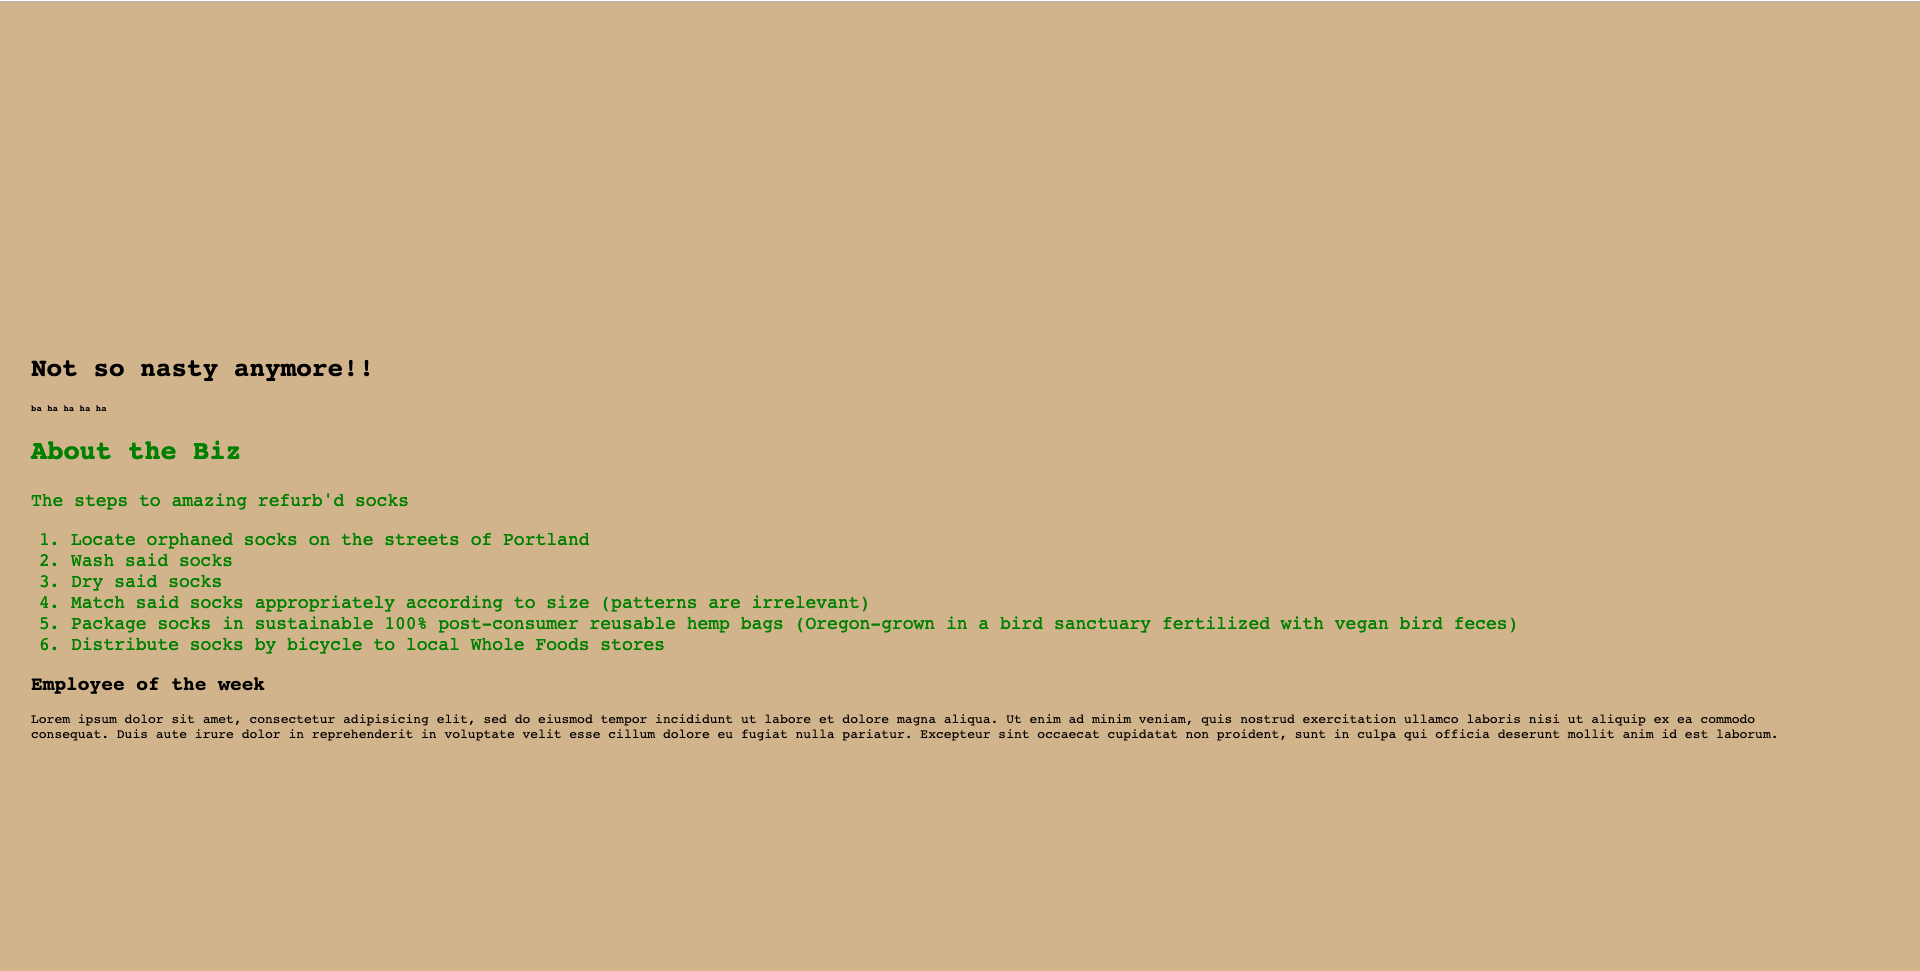 Not so nasty anymore!!
ba ha ha ha ha
About the Biz
The steps to amazing refurb'd socks
1. Locate orphaned socks on the streets of Portland
2. Wash said socks
3. Dry said socks
4. Match said socks appropriately according to size (patterns are irrelevant)
5. Package socks in sustainable 100% post-consumer reusable hemp bags (Oregon-grown in a bird sanctuary fertilized with vegan bird feces)
6. Distribute socks by bicycle to local Whole Foods stores
Employee of the week
Lorem ipsum dolor sit amet, consectetur adipisicing elit, sed do eiusmod tempor incididunt ut labore et dolore magna aliqua. Ut enim ad minim veniam, quis nostrud exercitation ullamco laboris nisi ut aliquip ex ea commodo
consequat. Duis aute irure dolor in reprehenderit in voluptate velit esse cillum dolore eu fugiat nulla pariatur. Excepteur sint occaecat cupidatat non proident, sunt in culpa qui officia deserunt mollit anim id est laborum.